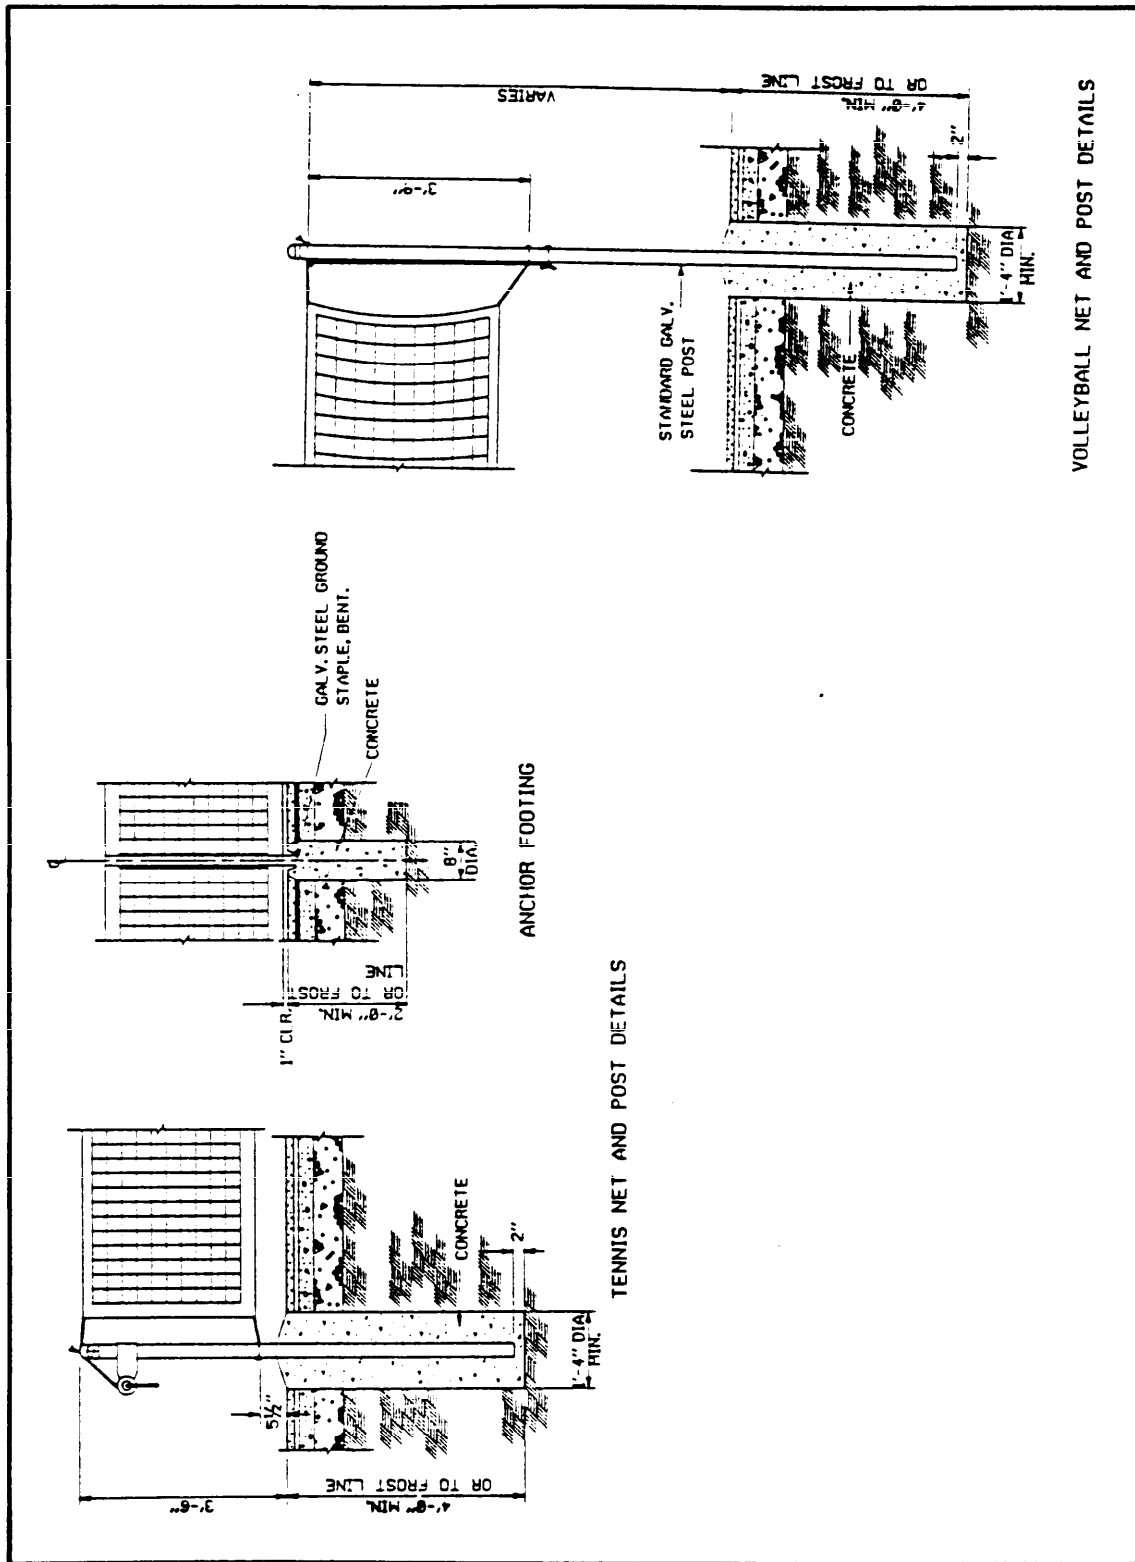 3'-6"
4'-0" MIN.
OR TO FROST LINE
5½"
1'-4" DIA
MIN.
2"
CONCRETE
TENNIS NET AND POST DETAILS
1" CLR.
2'-0" MIN.
OR TO FROST
LINE
8"
DIA
GALV. STEEL GROUND
STAPLE, BENT.
CONCRETE
ANCHOR FOOTING
VARIES
3'-9"
4'-0" MIN.
OR TO FROST LINE
2"
STANDARD GALV.
STEEL POST
CONCRETE
1'-4" DIA
MIN.
VOLLEYBALL NET AND POST DETAILS